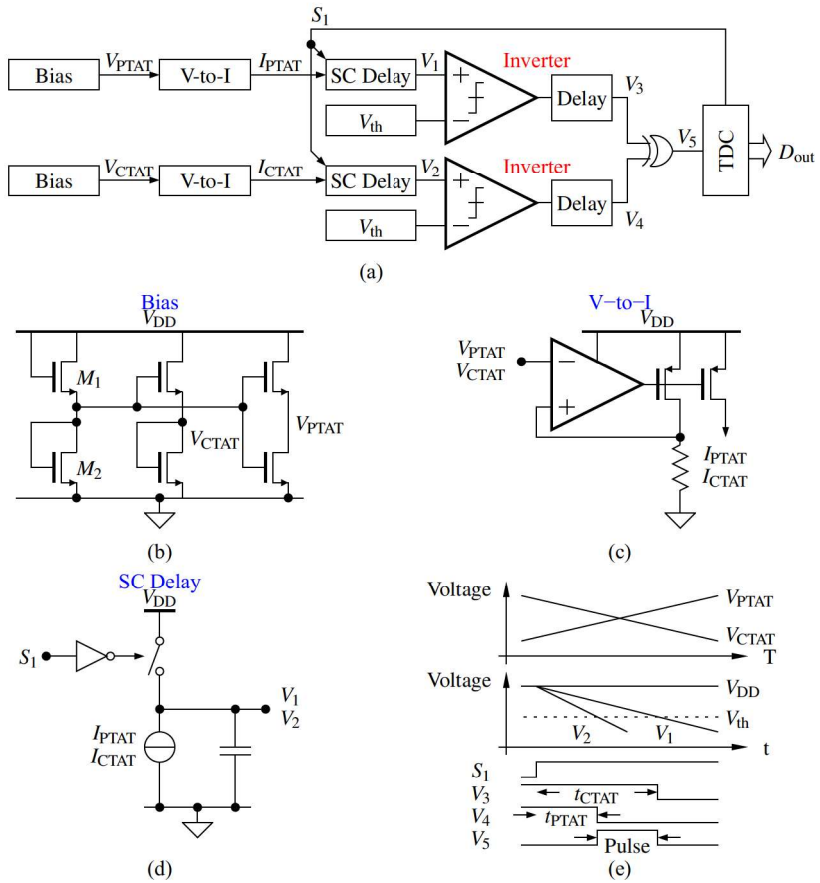 S1
VPTAT IPTAT V1 Inverter
Bias V-to-I SC Delay + Delay V3
Vth −
V5 TDC Dout
VCTAT ICTAT V2 Inverter
Bias V-to-I SC Delay + Delay
Vth − V4
(a)
Bias
VDD
M1
VCTAT VPTAT
M2
(b)
V−to−I
VDD
VPTAT −
VCTAT
+
IPTAT
ICTAT
(c)
SC Delay
VDD
S1
V1
V2
IPTAT
ICTAT
(d)
Voltage VPTAT
VCTAT
T
Voltage VDD
Vth
V2 V1
t
S1
V3 tCTAT
V4 tPTAT
V5 Pulse
(e)